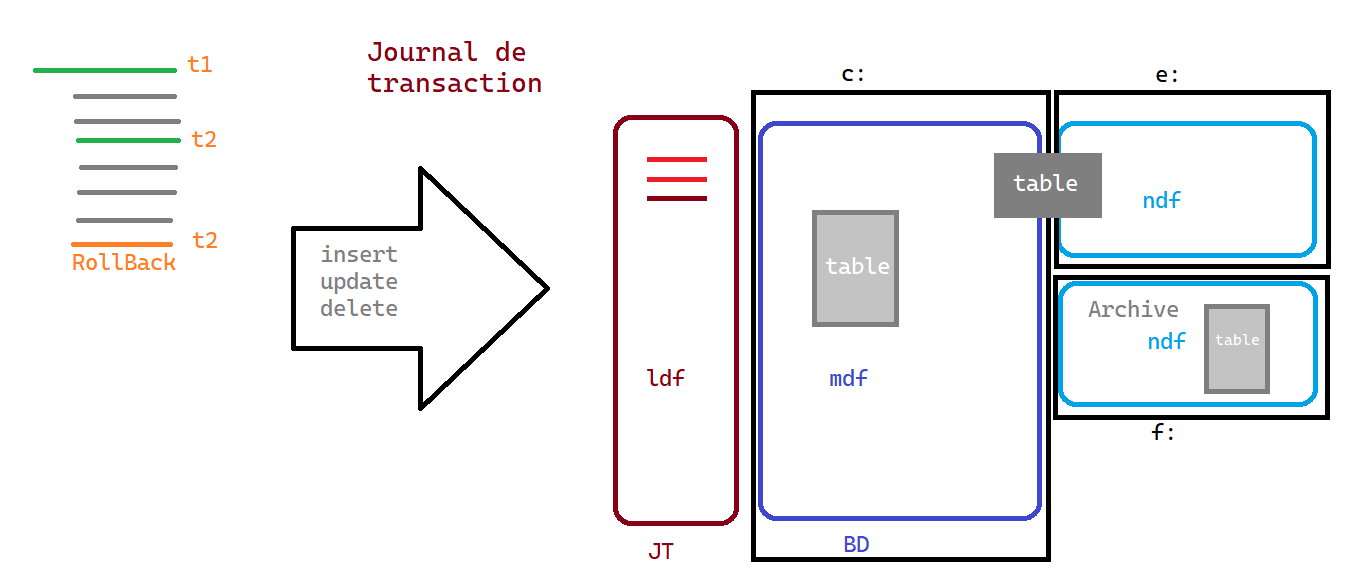 t1
t2
t2
RollBack
Journal de
transaction
insert
update
delete
ldf
JT
c:
table
mdf
BD
e:
table
ndf
Archive
ndf
table
f: